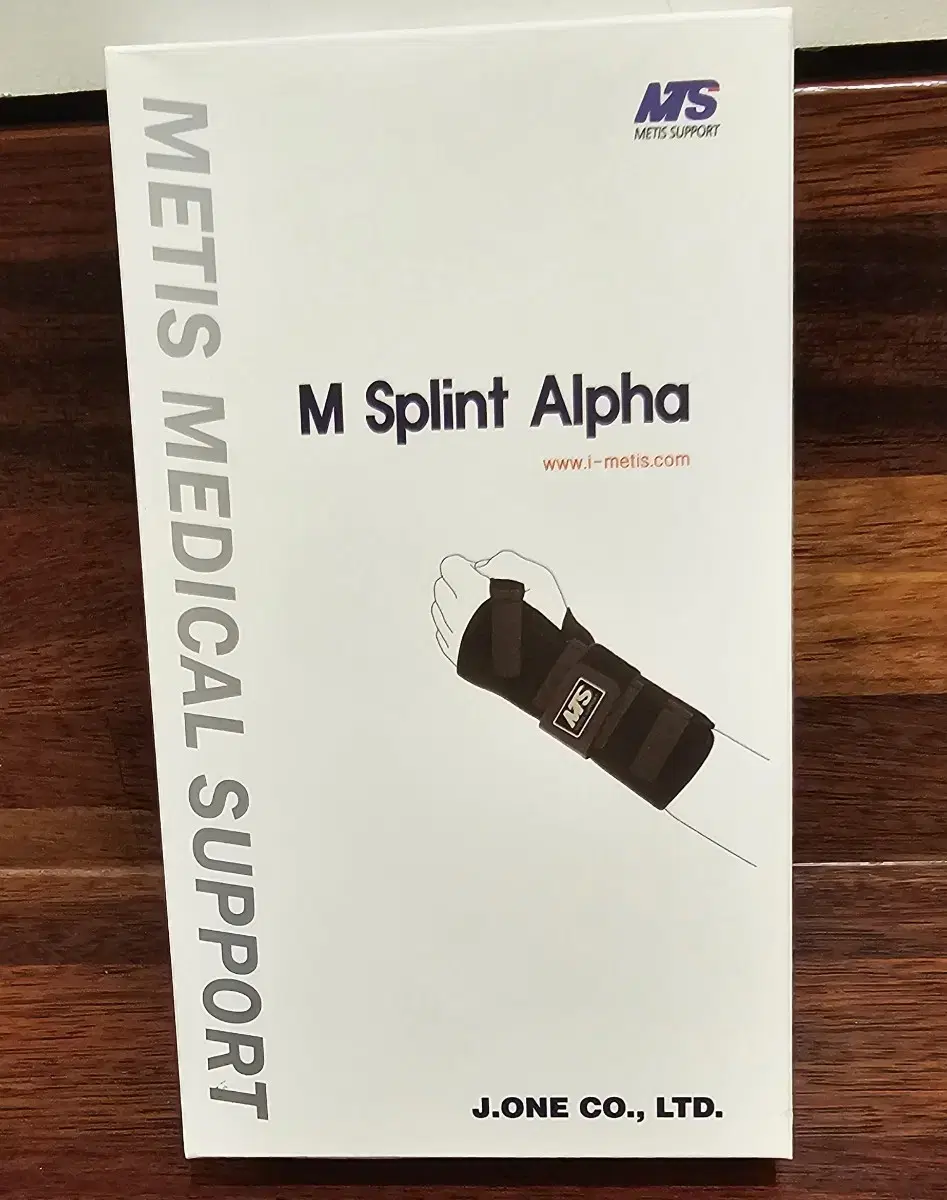 MTS
METIS SUPPORT
METIS MEDICAL SUPPORT
M Splint Alpha
www.i-metis.com
MTS
J.ONE CO., LTD.